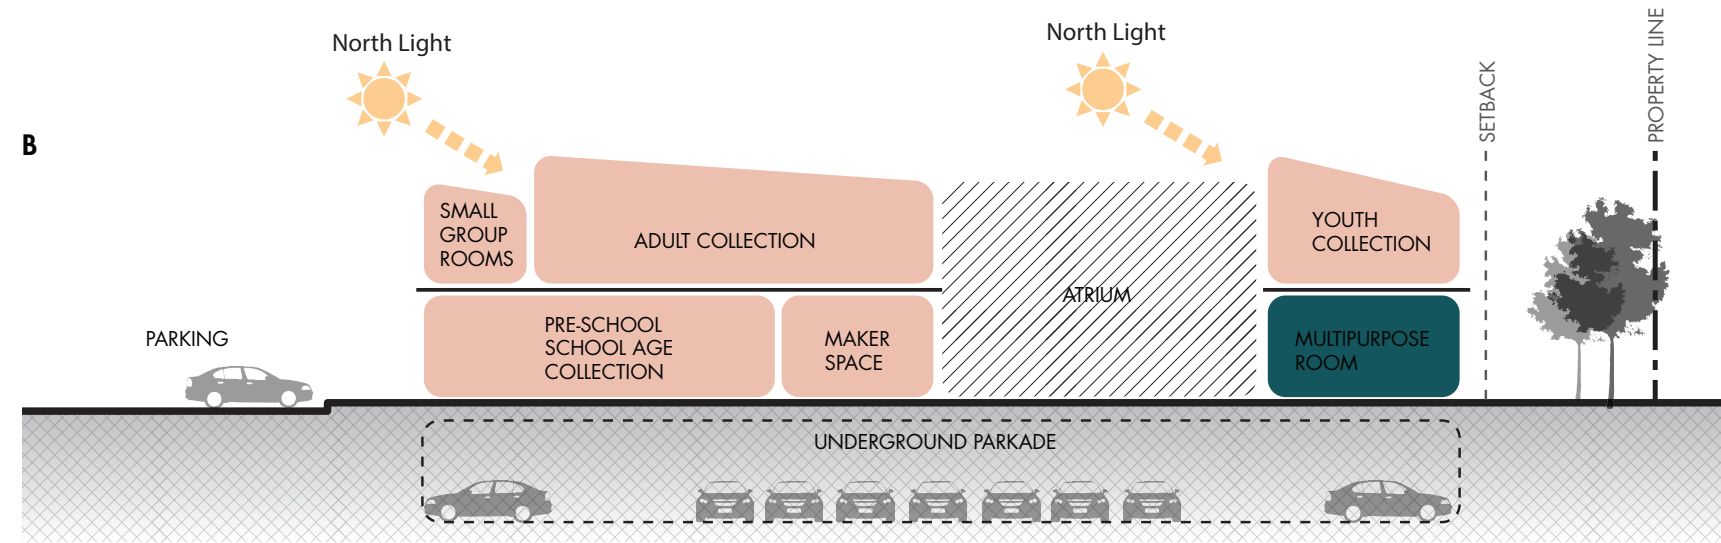 North Light
North Light
SETBACK
PROPERTY LINE
B
SMALL
GROUP
ROOMS
ADULT COLLECTION
YOUTH
COLLECTION
ATRIUM
PARKING
PRE-SCHOOL
SCHOOL AGE
COLLECTION
MAKER
SPACE
MULTIPURPOSE
ROOM
UNDERGROUND PARKADE